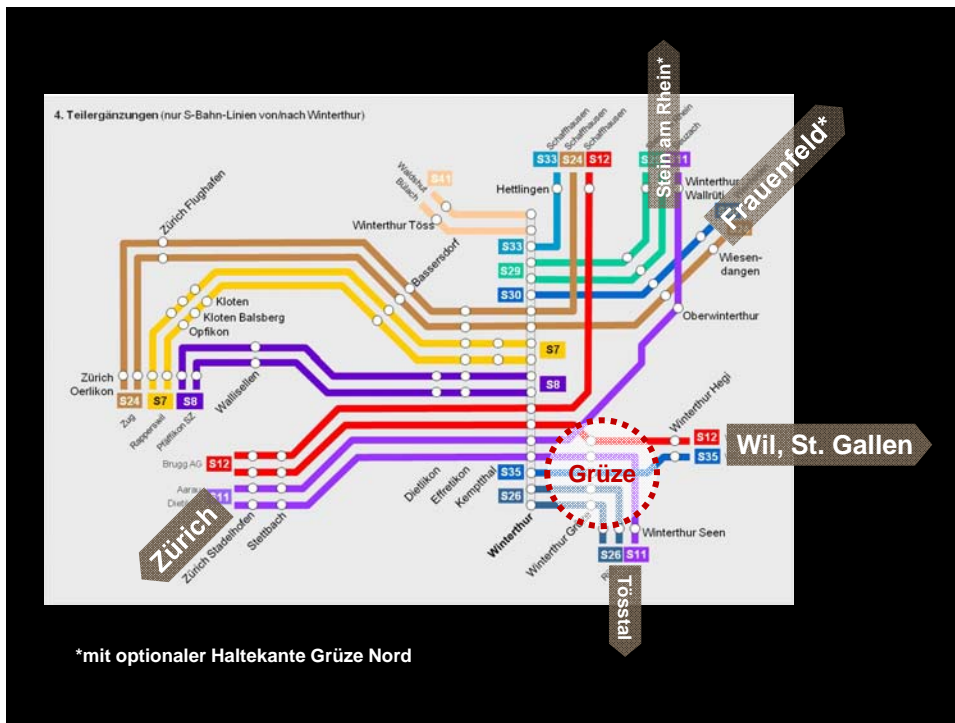 4. Teilergänzungen (nur S-Bahn-Linien von/nach Winterthur)
Stein am Rhein*
Frauenfeld*
Schaffhausen
Schaffhausen
Schaffhausen
S33
S24
S12
Waldshut
Bülach
S41
Hettlingen
Winterthur
Wallrüti
Zürich Flughafen
Winterthur Töss
Bassersdorf
S33
S29
S30
Wiesen-
dangen
Kloten
Kloten Balsberg
Opfikon
Oberwinterthur
S7
S8
Zürich
Oerlikon
S24
S7
S8
Zug
Rapperswil
Pfäffikon SZ
Wallisellen
Winterthur Hegi
S12
S35
Wil, St. Gallen
Brugg AG
S12
Aarau
S11
Zürich
Zürich Stadelhofen
Stettbach
Dietlikon
Effretikon
Kemptthal
S35
S26
Grüze
Winterthur
Winterthur Grüze
Winterthur Seen
S26
S11
Tösstal
*mit optionaler Haltekante Grüze Nord